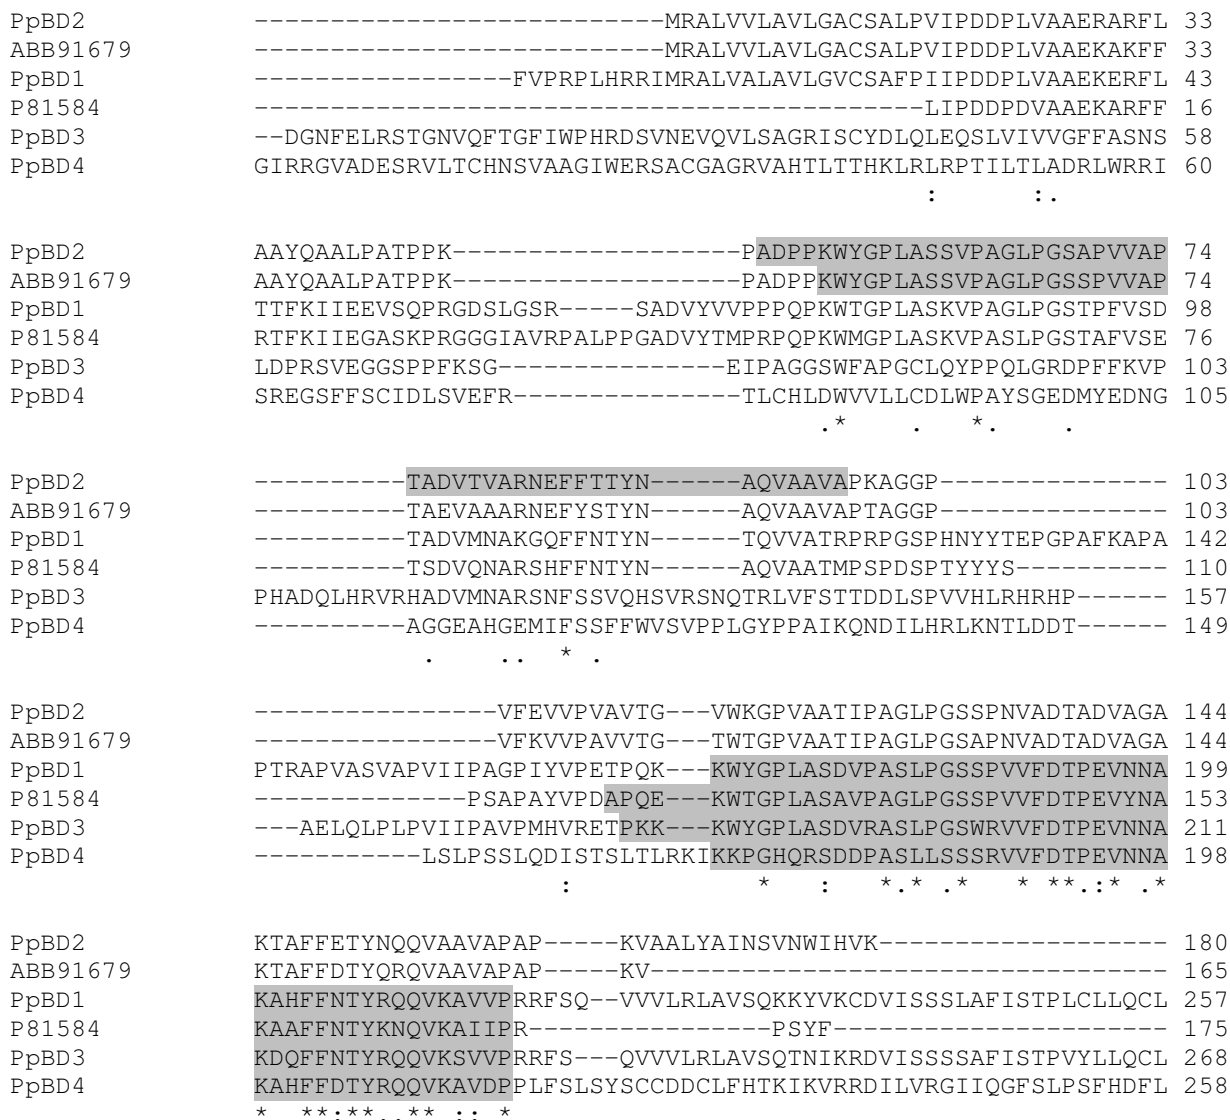 PpBD2 ---------------------------MRALVVLAVLGACSALPVIPDDPLVAAERARFL 33
ABB91679 ---------------------------MRALVVLAVLGACSALPVIPDDPLVAAEKAKFF 33
PpBD1 -----------------FVPRPLHRRIMRALVALAVLGVCSAFPIIPDDPLVAAEKERFL 43
P81584 --------------------------------------------LIPDDPDVAAEKARFF 16
PpBD3 --DGNFELRSTGNVQFTGFIWPHRDSVNEVQVLSAGRISCYDLQLEQSLVIVVGFFASNS 58
PpBD4 GIRRGVADESRVLTCHNSVAAGIWERSACGAGRVAHTLTTHKLRLRPTILTLADRLWRRI 60
: :.
PpBD2 AAYQAALPATPPK-------------------PADPPKWYGPLASSVPAGLPGSAPVVAP 74
ABB91679 AAYQAALPATPPK-------------------PADPPKWYGPLASSVPAGLPGSSPVVAP 74
PpBD1 TTFKIIEEVSQPRGDSLGSR-----SADVYVVPPPQPKWTGPLASKVPAGLPGSTPFVSD 98
P81584 RTFKIIEGASKPRGGGIAVRPALPPGADVYTMPRPQPKWMGPLASKVPASLPGSTAFVSE 76
PpBD3 LDPRSVEGGSPPFKSG---------------EIPAGGSWFAPGCLQYPPQLGRDPFFKVP 103
PpBD4 SREGSFFSCIDLSVEFR---------------TLCHLDWVVLLCDLWPAYSGEDMYEDNG 105
.* . *. .
PpBD2 ----------TADVTVARNEFFTTYN------AQVAAVAPKAGGP--------------- 103
ABB91679 ----------TAEVAAARNEFYSTYN------AQVAAVAPTAGGP--------------- 103
PpBD1 ----------TADVMNAKGQFFNTYN------TQVVATRPRPGSPHNYYTEPGPAFKAPA 142
P81584 ----------TSDVQNARSHFFNTYN------AQVAATMPSPDSPTYYYS---------- 110
PpBD3 PHADQLHRVRHADVMNARSNFSSVQHSVRSNQTRLVFSTTDDLSPVVHLRHRHP------ 157
PpBD4 ----------AGGEAHGEMIFSSFFWVSVPPLGYPPAIKQNDILHRLKNTLDDT------ 149
. .. * .
PpBD2 ----------------VFEVVPVAVTG---VWKGPVAATIPAGLPGSSPNVADTADVAGA 144
ABB91679 ----------------VFKVVPAVVTG---TWTGPVAATIPAGLPGSAPNVADTADVAGA 144
PpBD1 PTRAPVASVAPVIIPAGPIYVPETPQK---KWYGPLASDVPASLPGSSPVVFDTPEVNNA 199
P81584 --------------PSAPAYVPDAPQE---KWTGPLASAVPAGLPGSSPVVFDTPEVYNA 153
PpBD3 ---AELQLPLPVIIPAVPMHVRETPKK---KWYGPLASDVRASLPGSWRVVFDTPEVNNA 211
PpBD4 -----------LSLPSSLQDISTSLTLRKIKKPGHQRSDDPASLLSSSRVVFDTPEVNNA 198
: * : *.* .* * **.:* .*
PpBD2 KTAFFETYNQQVAAVAPAP-----KVAALYAINSVNWIHVK------------------- 180
ABB91679 KTAFFDTYQRQVAAVAPAP-----KV---------------------------------- 165
PpBD1 KAHFFNTYRQQVKAVVPRRFSQ--VVVLRLAVSQKKYVKCDVISSSLAFISTPLCLLQCL 257
P81584 KAAFFNTYKNQVKAIIPR----------------PSYF---------------------- 175
PpBD3 KDQFFNTYRQQVKSVVPRRFS---QVVVLRLAVSQTNIKRDVISSSSAFISTPVYLLQCL 268
PpBD4 KAHFFDTYRQQVKAVDPPLFSLSYSCCDDCLFHTKIKVRRDILVRGIIQGFSLPSFHDFL 258
* **:**..** :: *